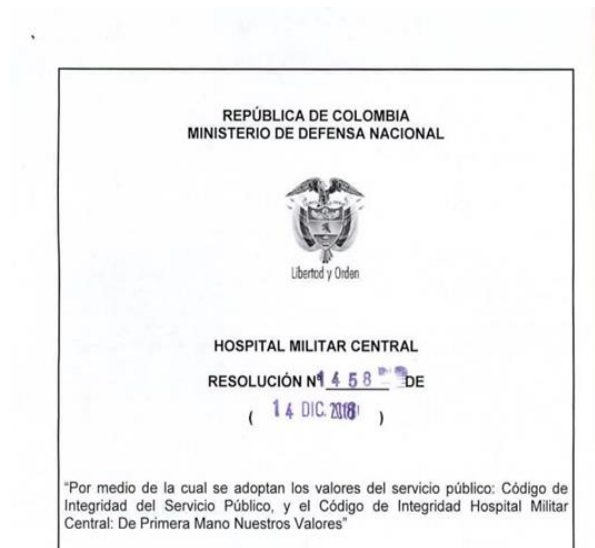 REPÚBLICA DE COLOMBIA
MINISTERIO DE DEFENSA NACIONAL
Libertad y Orden
HOSPITAL MILITAR CENTRAL
RESOLUCIÓN Nº 1458 DE
( 14 DIC. 2018 )
“Por medio de la cual se adoptan los valores del servicio público: Código de
Integridad del Servicio Público, y el Código de Integridad Hospital Militar
Central: De Primera Mano Nuestros Valores”